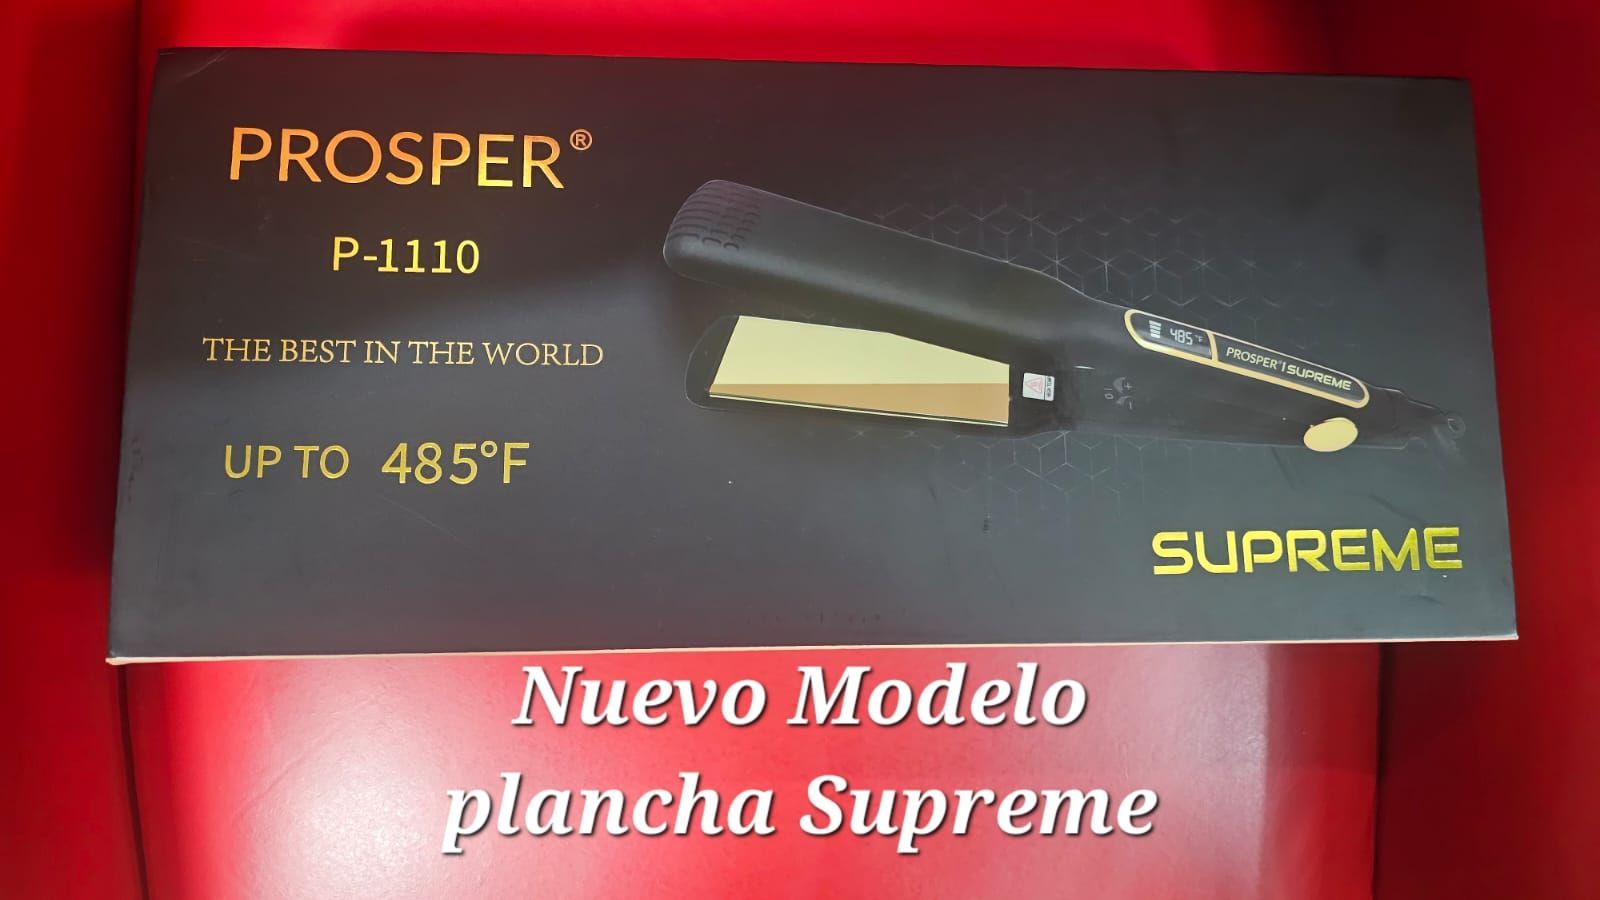 PROSPER®
P-1110
THE BEST IN THE WORLD
UP TO 485°F
485°F
PROSPER® | SUPREME
SUPREME
Nuevo Modelo
plancha Supreme